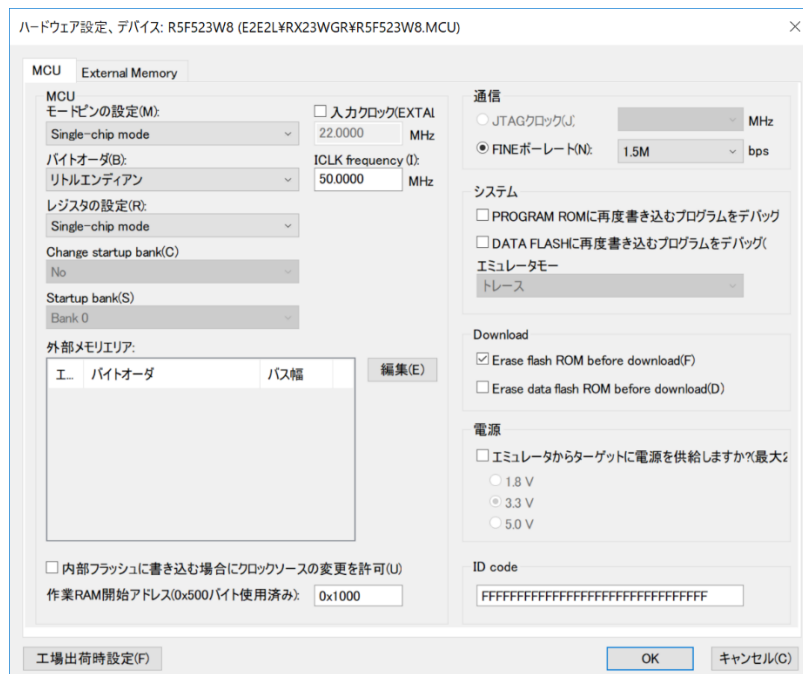 ハードウェア設定、デバイス: R5F523W8 (E2E2L¥RX23WGR¥R5F523W8.MCU)
MCU
External Memory
MCU
モードピンの設定(M):
Single-chip mode
入力クロック(EXTAL
22.0000 MHz
バイトオーダ(B):
リトルエンディアン
ICLK frequency (I):
50.0000 MHz
レジスタの設定(R):
Single-chip mode
Change startup bank(C)
No
Startup bank(S)
Bank 0
外部メモリエリア:
エ... バイトオーダ バス幅
編集(E)
内部フラッシュに書き込む場合にクロックソースの変更を許可(U)
作業RAM開始アドレス(0x500バイト使用済み): 0x1000
通信
JTAGクロック(J) MHz
FINEボーレート(N): 1.5M bps
システム
PROGRAM ROMに再度書き込むプログラムをデバッグ
DATA FLASHに再度書き込むプログラムをデバッグ(
エミュレータモー
トレース
Download
Erase flash ROM before download(F)
Erase data flash ROM before download(D)
電源
エミュレータからターゲットに電源を供給しますか?(最大2
1.8 V
3.3 V
5.0 V
ID code
FFFFFFFFFFFFFFFFFFFFFFFFFFFFFFFF
工場出荷時設定(F)
OK
キャンセル(C)